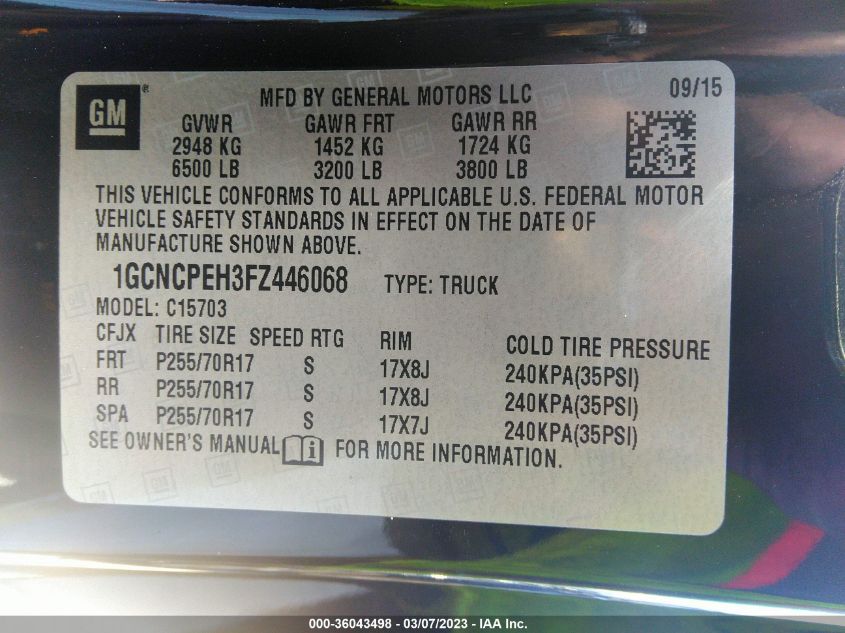 GM
®
MFD BY GENERAL MOTORS LLC
09/15
GVWR GAWR FRT GAWR RR
2948 KG 1452 KG 1724 KG
6500 LB 3200 LB 3800 LB
THIS VEHICLE CONFORMS TO ALL APPLICABLE U.S. FEDERAL MOTOR
VEHICLE SAFETY STANDARDS IN EFFECT ON THE DATE OF
MANUFACTURE SHOWN ABOVE.
1GCNCPEH3FZ446068 TYPE: TRUCK
MODEL: C15703
CFJX TIRE SIZE SPEED RTG RIM COLD TIRE PRESSURE
FRT P255/70R17 S 17X8J 240KPA(35PSI)
RR P255/70R17 S 17X8J 240KPA(35PSI)
SPA P255/70R17 S 17X7J 240KPA(35PSI)
SEE OWNER'S MANUAL i FOR MORE INFORMATION.
000-36043498 - 03/07/2023 - IAA Inc.